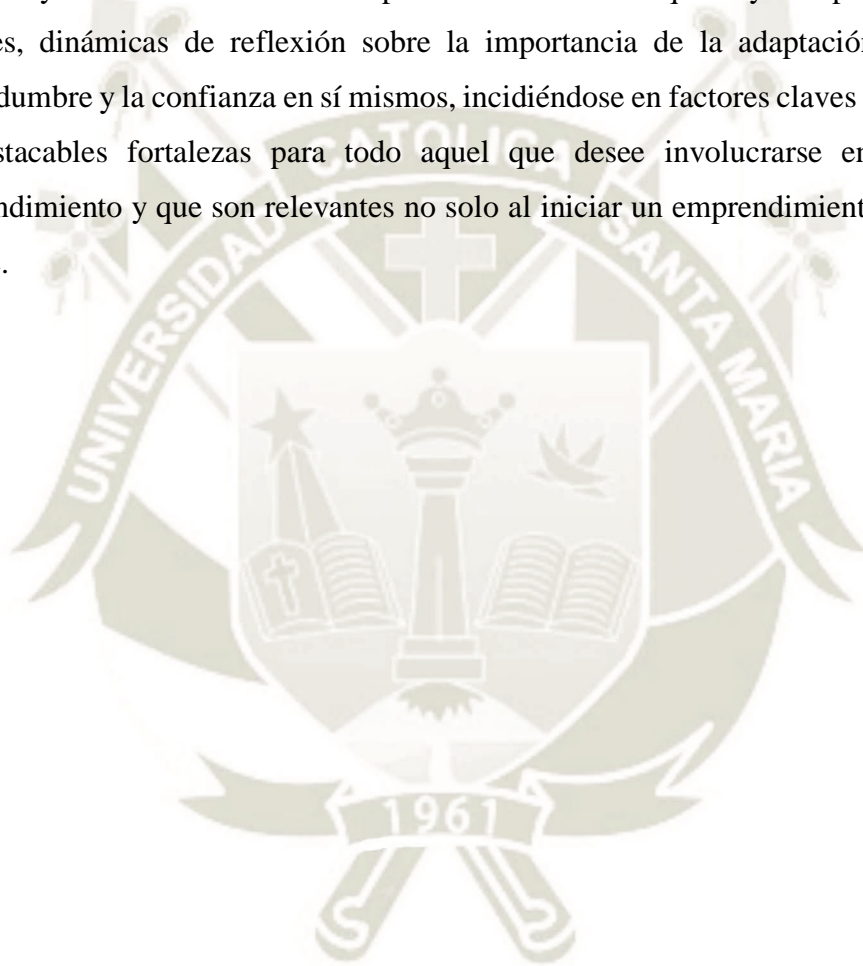 es, dinámicas de reflexión sobre la importancia de la adaptación
dumbre y la confianza en sí mismos, incidiéndose en factores claves
stacables fortalezas para todo aquel que desee involucrarse en
ndimiento y que son relevantes no solo al iniciar un emprendimient
.
UNIVERSIDAD CATOLICA SANTA MARIA
1961